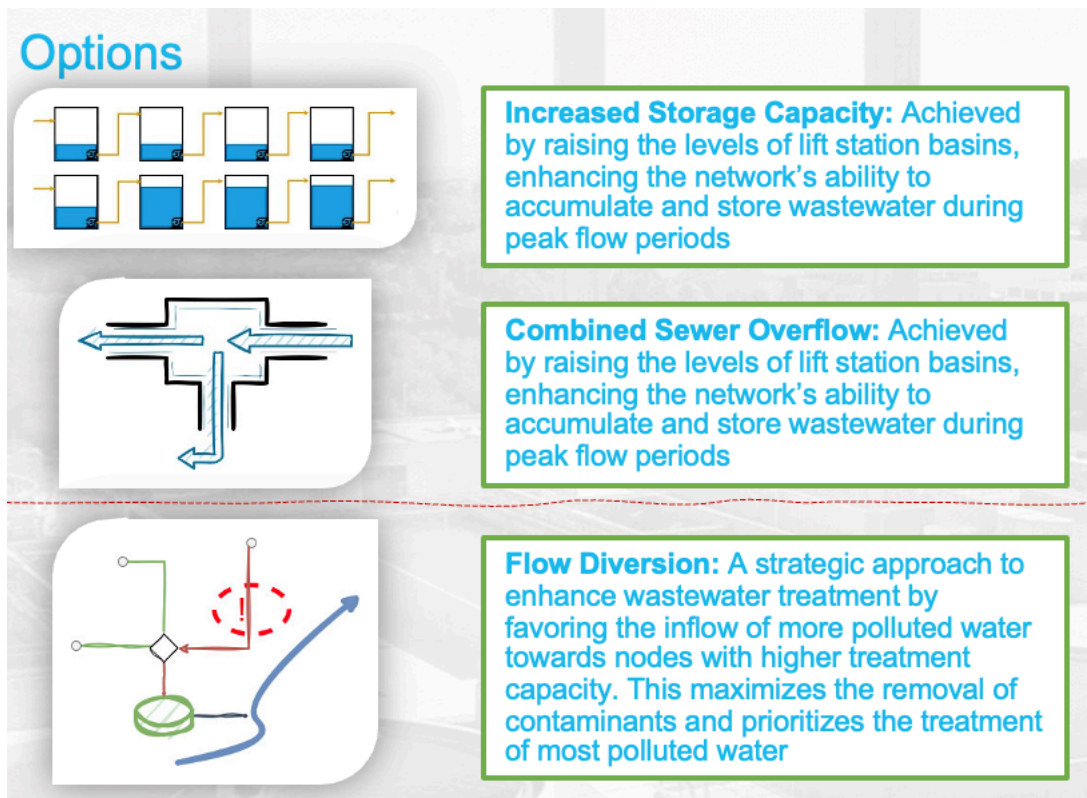 Options
Increased Storage Capacity: Achieved
by raising the levels of lift station basins,
enhancing the network's ability to
accumulate and store wastewater during
peak flow periods
Combined Sewer Overflow: Achieved
by raising the levels of lift station basins,
enhancing the network's ability to
accumulate and store wastewater during
peak flow periods
!
Flow Diversion: A strategic approach to
enhance wastewater treatment by
favoring the inflow of more polluted water
towards nodes with higher treatment
capacity. This maximizes the removal of
contaminants and prioritizes the treatment
of most polluted water